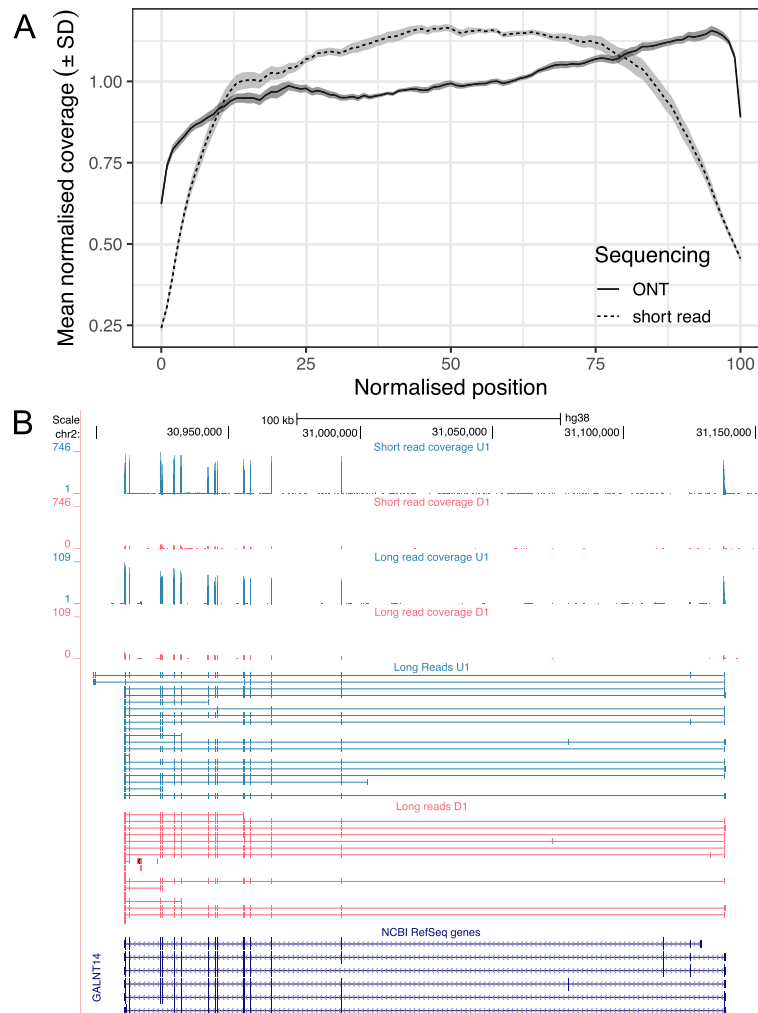 A
Mean normalised coverage (± SD)
1.00
0.75
0.50
0.25
Sequencing
ONT
short read
0 25 50 75 100
Normalised position
B
Scale 100 kb hg38
chr2: 30,950,000 31,000,000 31,050,000 31,100,000 31,150,000
746 Short read coverage U1
1
746 Short read coverage D1
0
109 Long read coverage U1
1
109 Long read coverage D1
0
Long Reads U1
Long reads D1
NCBI RefSeq genes
GALNT14